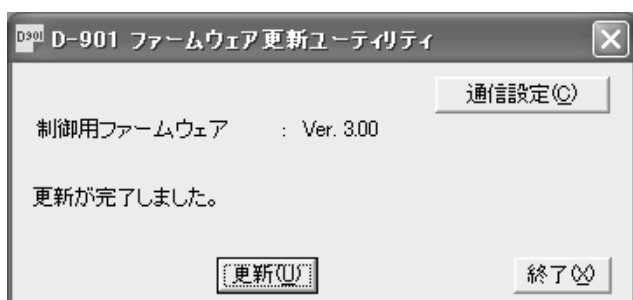 D901 D-901 ファームウェア更新ユーティリティ
通信設定(C)
制御用ファームウェア : Ver. 3.00
更新が完了しました。
更新(U)
終了(X)